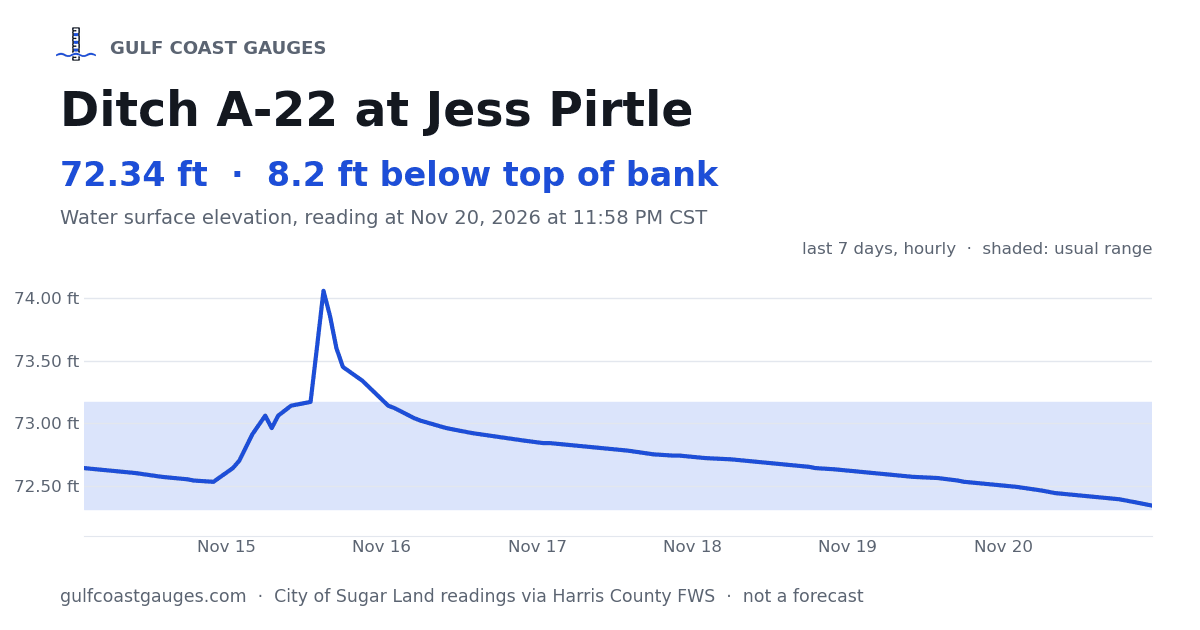 GULF COAST GAUGES
Ditch A-22 at Jess Pirtle
72.34 ft · 8.2 ft below top of bank
Water surface elevation, reading at Nov 20, 2026 at 11:58 PM CST
last 7 days, hourly · shaded: usual range
74.00 ft
73.50 ft
73.00 ft
72.50 ft
Nov 15 Nov 16 Nov 17 Nov 18 Nov 19 Nov 20
gulfcoastgauges.com · City of Sugar Land readings via Harris County FWS · not a forecast